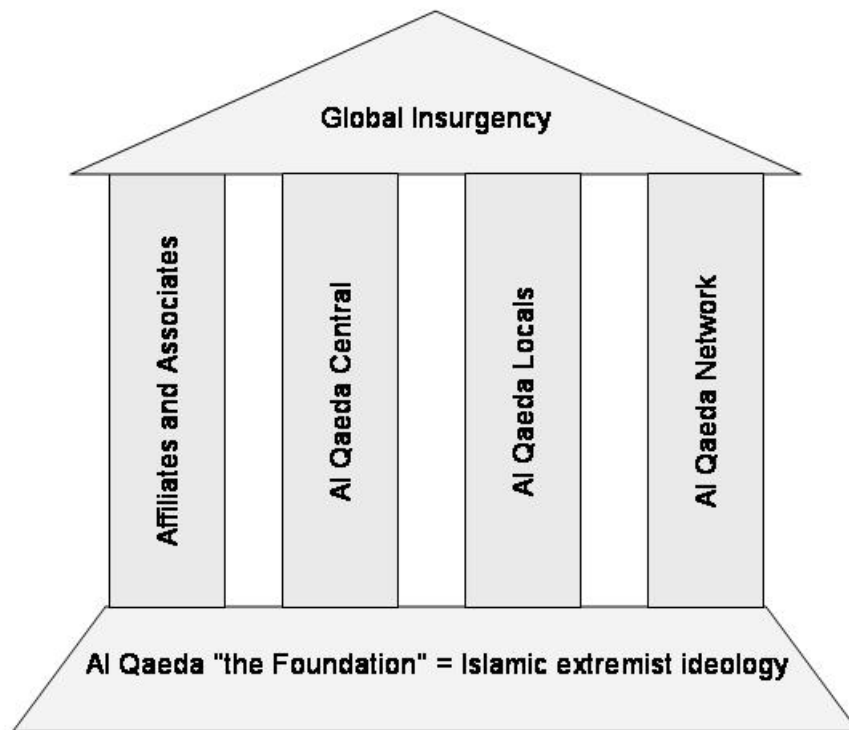 Global Insurgency
Affiliates and Associates
Al Qaeda Central
Al Qaeda Locals
Al Qaeda Network
Al Qaeda "the Foundation" = Islamic extremist ideology